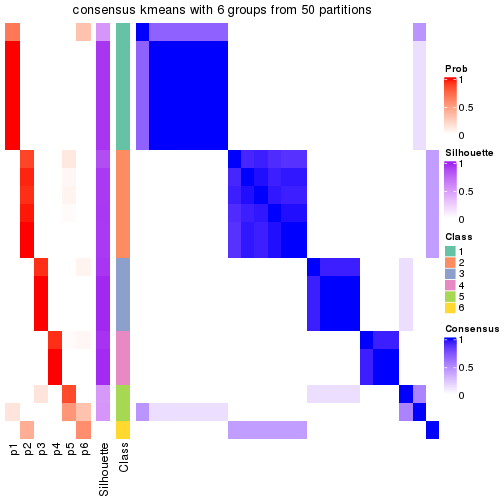 consensus kmeans with 6 groups from 50 partitions
Prob
1
0.5
0
Silhouette
1
0.5
0
Class
1
2
3
4
5
6
Consensus
1
0.5
0
p1
p2
p3
p4
p5
p6
Silhouette
Class